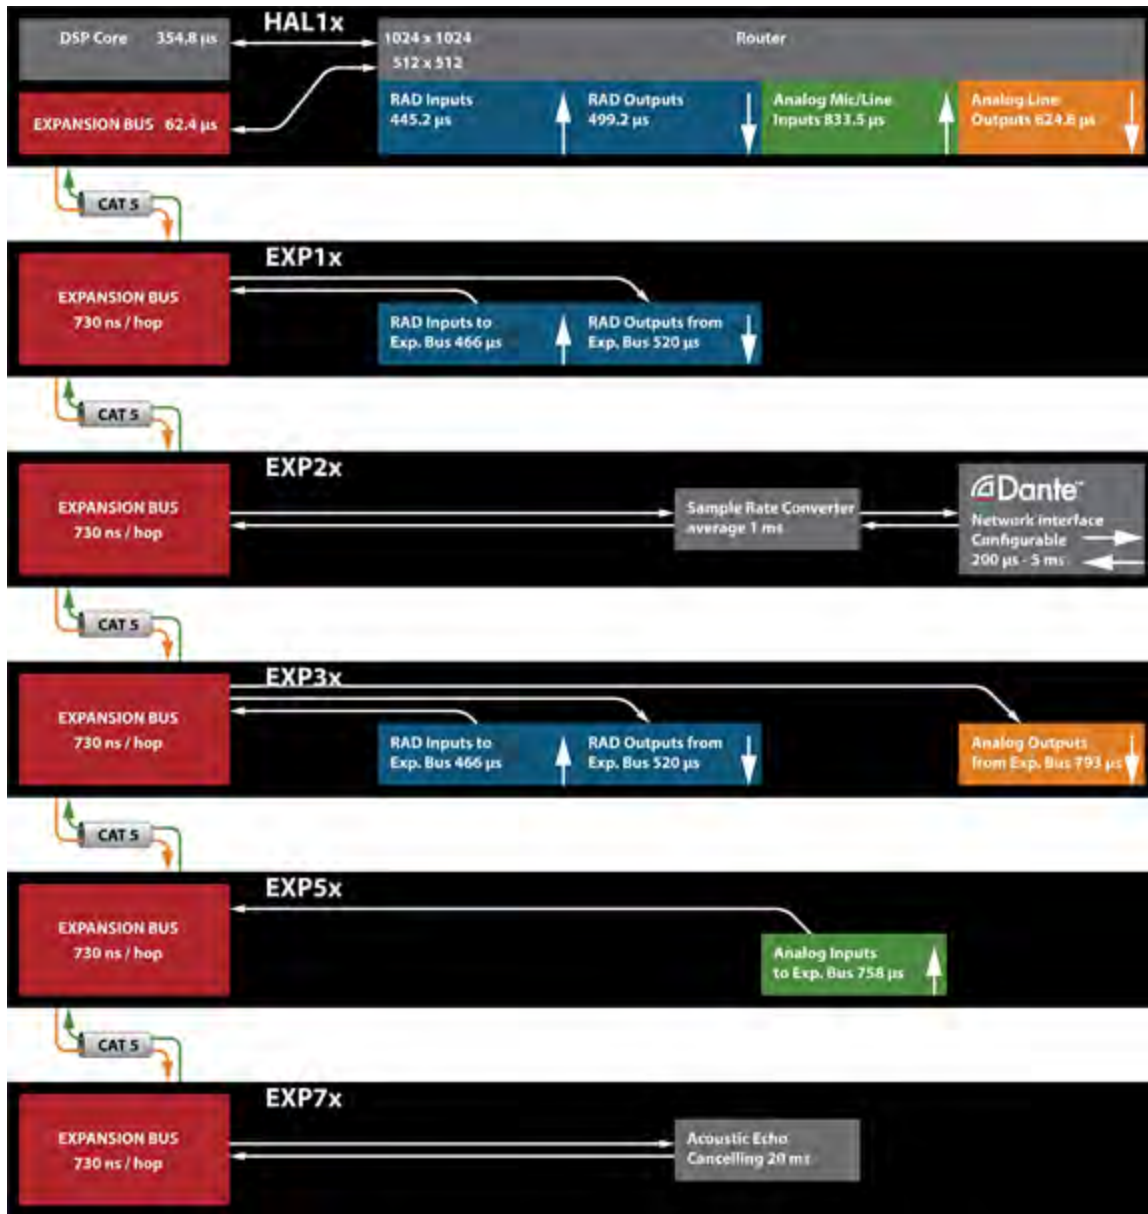 HAL1x
DSP Core 354.8 µs
1024 x 1024
Router
512 x 512
EXPANSION BUS 62.4 µs
RAD Inputs
445.2 µs
RAD Outputs
499.2 µs
Analog Mic/Line
Inputs 833.5 µs
Analog Line
Outputs 624.6 µs
CAT 5
EXP1x
EXPANSION BUS
730 ns / hop
RAD Inputs to
Exp. Bus 466 µs
RAD Outputs from
Exp. Bus 520 µs
CAT 5
EXP2x
EXPANSION BUS
730 ns / hop
Sample Rate Converter
average 1 ms
Dante™
Network interface
Configurable
200 µs - 5 ms
CAT 5
EXP3x
EXPANSION BUS
730 ns / hop
RAD Inputs to
Exp. Bus 466 µs
RAD Outputs from
Exp. Bus 520 µs
Analog Outputs
from Exp. Bus 793 µs
CAT 5
EXP5x
EXPANSION BUS
730 ns / hop
Analog Inputs
to Exp. Bus 758 µs
CAT 5
EXP7x
EXPANSION BUS
730 ns / hop
Acoustic Echo
Cancelling 20 ms